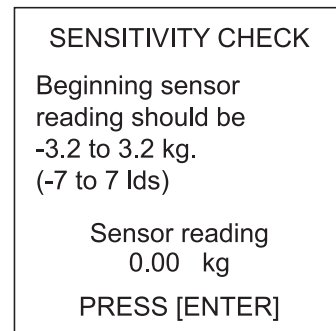 SENSITIVITY CHECK
Beginning sensor
reading should be
-3.2 to 3.2 kg.
(-7 to 7 lds)
Sensor reading
0.00 kg
PRESS [ENTER]